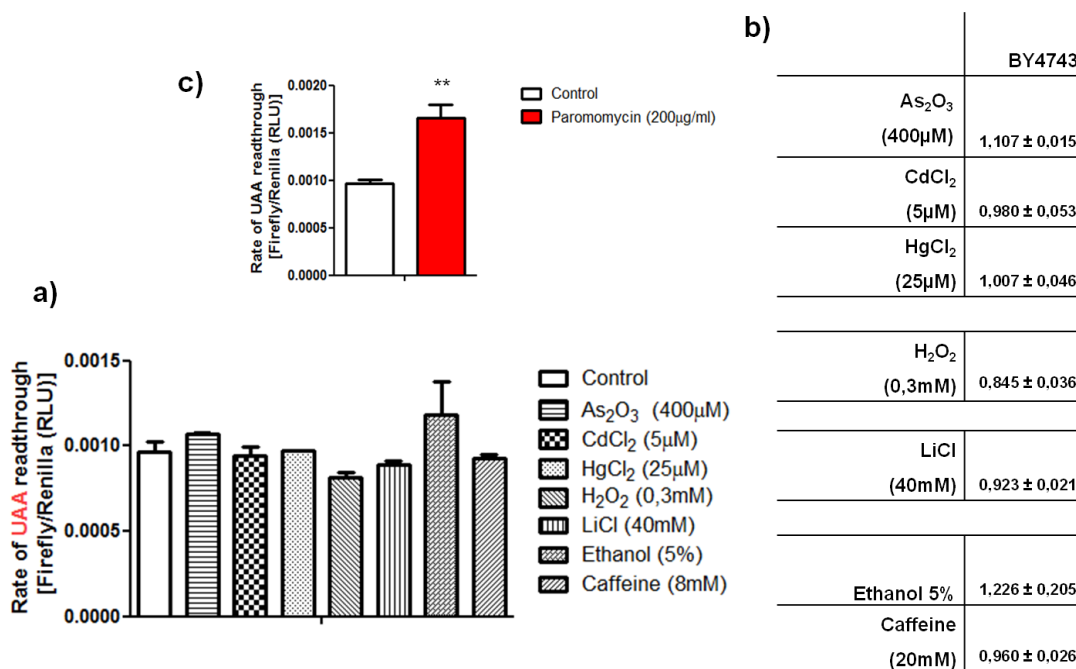 c)
Rate of UAA readthrough
[Firefly/Renilla (RLU)]
0.0020
0.0015
0.0010
0.0005
0.0000
**
Control
Paromomycin (200µg/ml)
a)
Rate of UAA readthrough
[Firefly/Renilla (RLU)]
0.0015
0.0010
0.0005
0.0000
Control
As₂O₃ (400µM)
CdCl₂ (5µM)
HgCl₂ (25µM)
H₂O₂ (0,3mM)
LiCl (40mM)
Ethanol (5%)
Caffeine (8mM)
b)
BY4743
As₂O₃
(400µM) 1,107 ± 0,015
CdCl₂
(5µM) 0,980 ± 0,053
HgCl₂
(25µM) 1,007 ± 0,046
H₂O₂
(0,3mM) 0,845 ± 0,036
LiCl
(40mM) 0,923 ± 0,021
Ethanol 5% 1,226 ± 0,205
Caffeine
(20mM) 0,960 ± 0,026